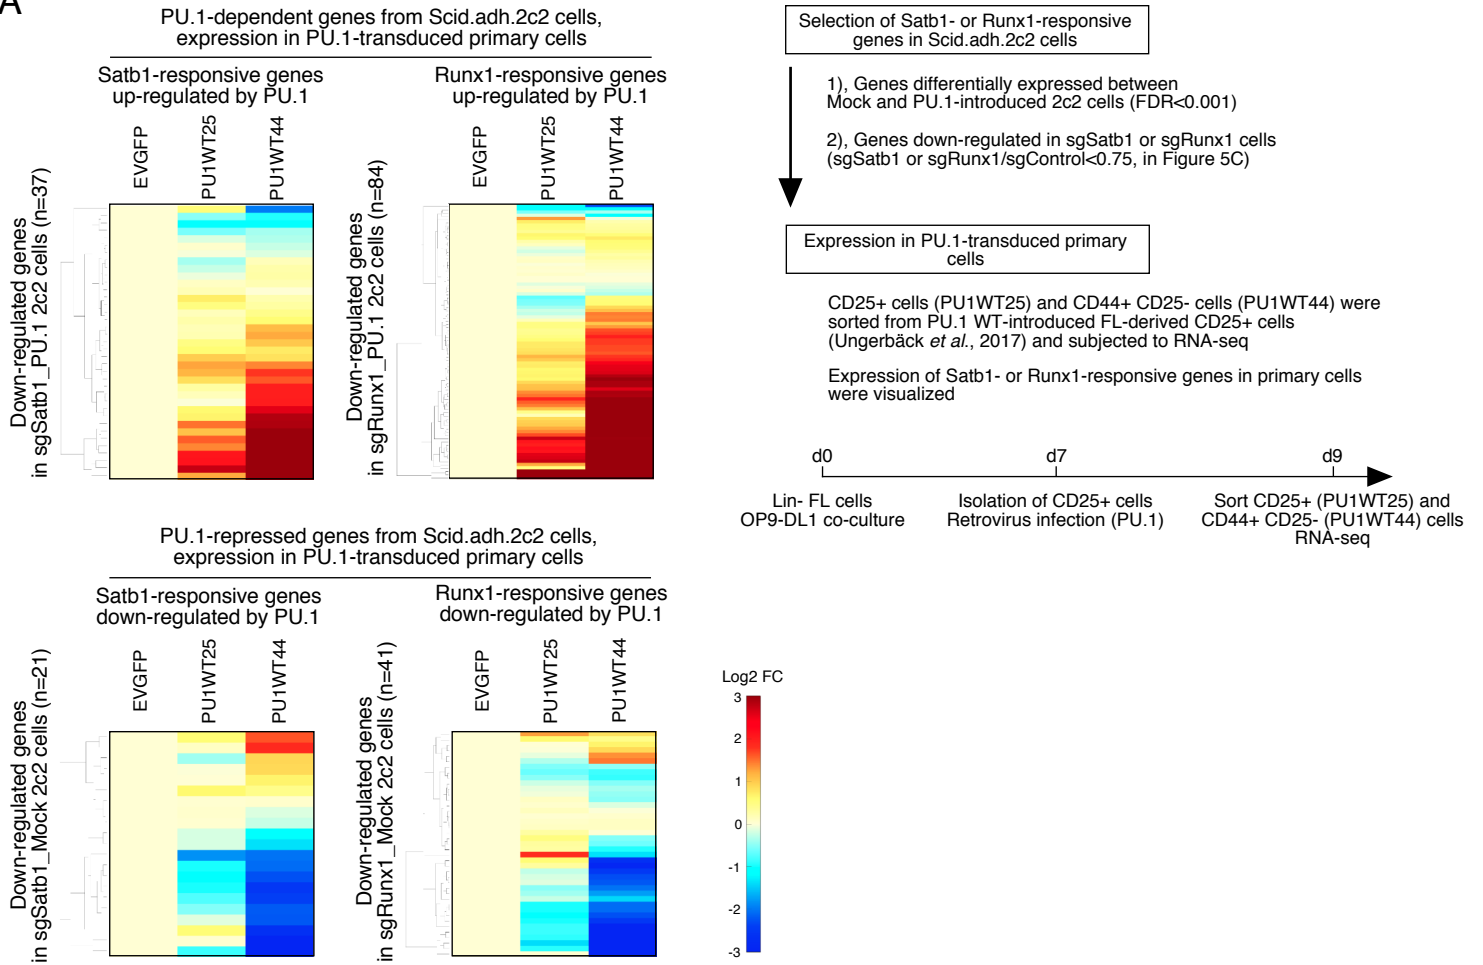 A
PU.1-dependent genes from Scid.adh.2c2 cells,
expression in PU.1-transduced primary cells
Satb1-responsive genes
up-regulated by PU.1
Runx1-responsive genes
up-regulated by PU.1
EVGFP
PU1WT25
PU1WT44
EVGFP
PU1WT25
PU1WT44
Down-regulated genes
in sgSatb1_PU.1 2c2 cells (n=37)
Down-regulated genes
in sgRunx1_PU.1 2c2 cells (n=84)
PU.1-repressed genes from Scid.adh.2c2 cells,
expression in PU.1-transduced primary cells
Satb1-responsive genes
down-regulated by PU.1
Runx1-responsive genes
down-regulated by PU.1
EVGFP
PU1WT25
PU1WT44
EVGFP
PU1WT25
PU1WT44
Down-regulated genes
in sgSatb1_Mock 2c2 cells (n=21)
Down-regulated genes
in sgRunx1_Mock 2c2 cells (n=41)
Log2 FC
3
2
1
0
-1
-2
-3
Selection of Satb1- or Runx1-responsive
genes in Scid.adh.2c2 cells
1), Genes differentially expressed between
Mock and PU.1-introduced 2c2 cells (FDR<0.001)
2), Genes down-regulated in sgSatb1 or sgRunx1 cells
(sgSatb1 or sgRunx1/sgControl<0.75, in Figure 5C)
Expression in PU.1-transduced primary
cells
CD25+ cells (PU1WT25) and CD44+ CD25- cells (PU1WT44) were
sorted from PU.1 WT-introduced FL-derived CD25+ cells
(Ungerbäck et al., 2017) and subjected to RNA-seq
Expression of Satb1- or Runx1-responsive genes in primary cells
were visualized
d0
d7
d9
Lin- FL cells
OP9-DL1 co-culture
Isolation of CD25+ cells
Retrovirus infection (PU.1)
Sort CD25+ (PU1WT25) and
CD44+ CD25- (PU1WT44) cells
RNA-seq